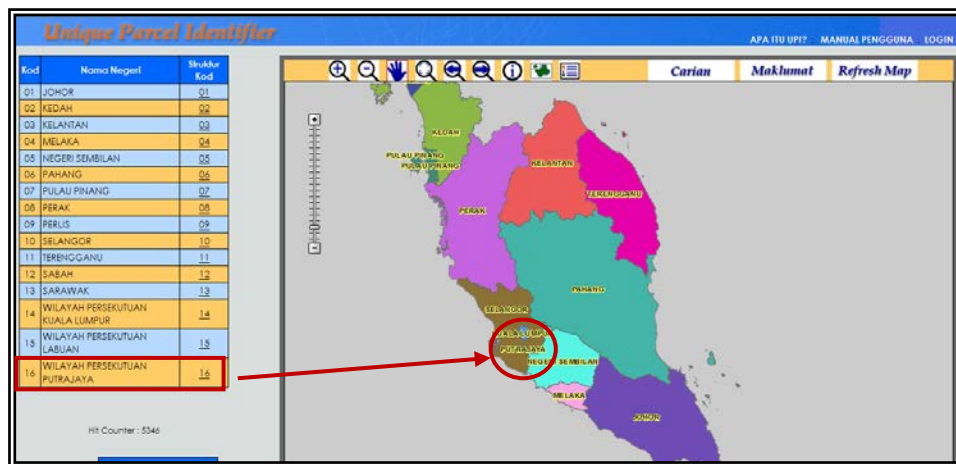 Unique Parcel Identifier
APA ITU UPI? MANUAL PENGGUNA LOGIN
Kod Nama Negeri Struktur Kod
01 JOHOR 01
02 KEDAH 02
03 KELANTAN 03
04 MELAKA 04
05 NEGERI SEMBILAN 05
06 PAHANG 06
07 PULAU PINANG 07
08 PERAK 08
09 PERLIS 09
10 SELANGOR 10
11 TERENGGANU 11
12 SABAH 12
13 SARAWAK 13
14 WILAYAH PERSEKUTUAN
KUALA LUMPUR 14
15 WILAYAH PERSEKUTUAN
LABUAN 15
16 WILAYAH PERSEKUTUAN
PUTRAJAYA 16
Hit Counter : 5346
Carian Maklumat Refresh Map
KEDAH
PULAU PINANG
PULAU PINANG
KELANTAN
TERENGGANU
PERAK
PAHANG
SELANGOR
KUALA LUMPU
PUTRAJAYA
NEGERI SEMBILAN
MELAKA
JOHOR